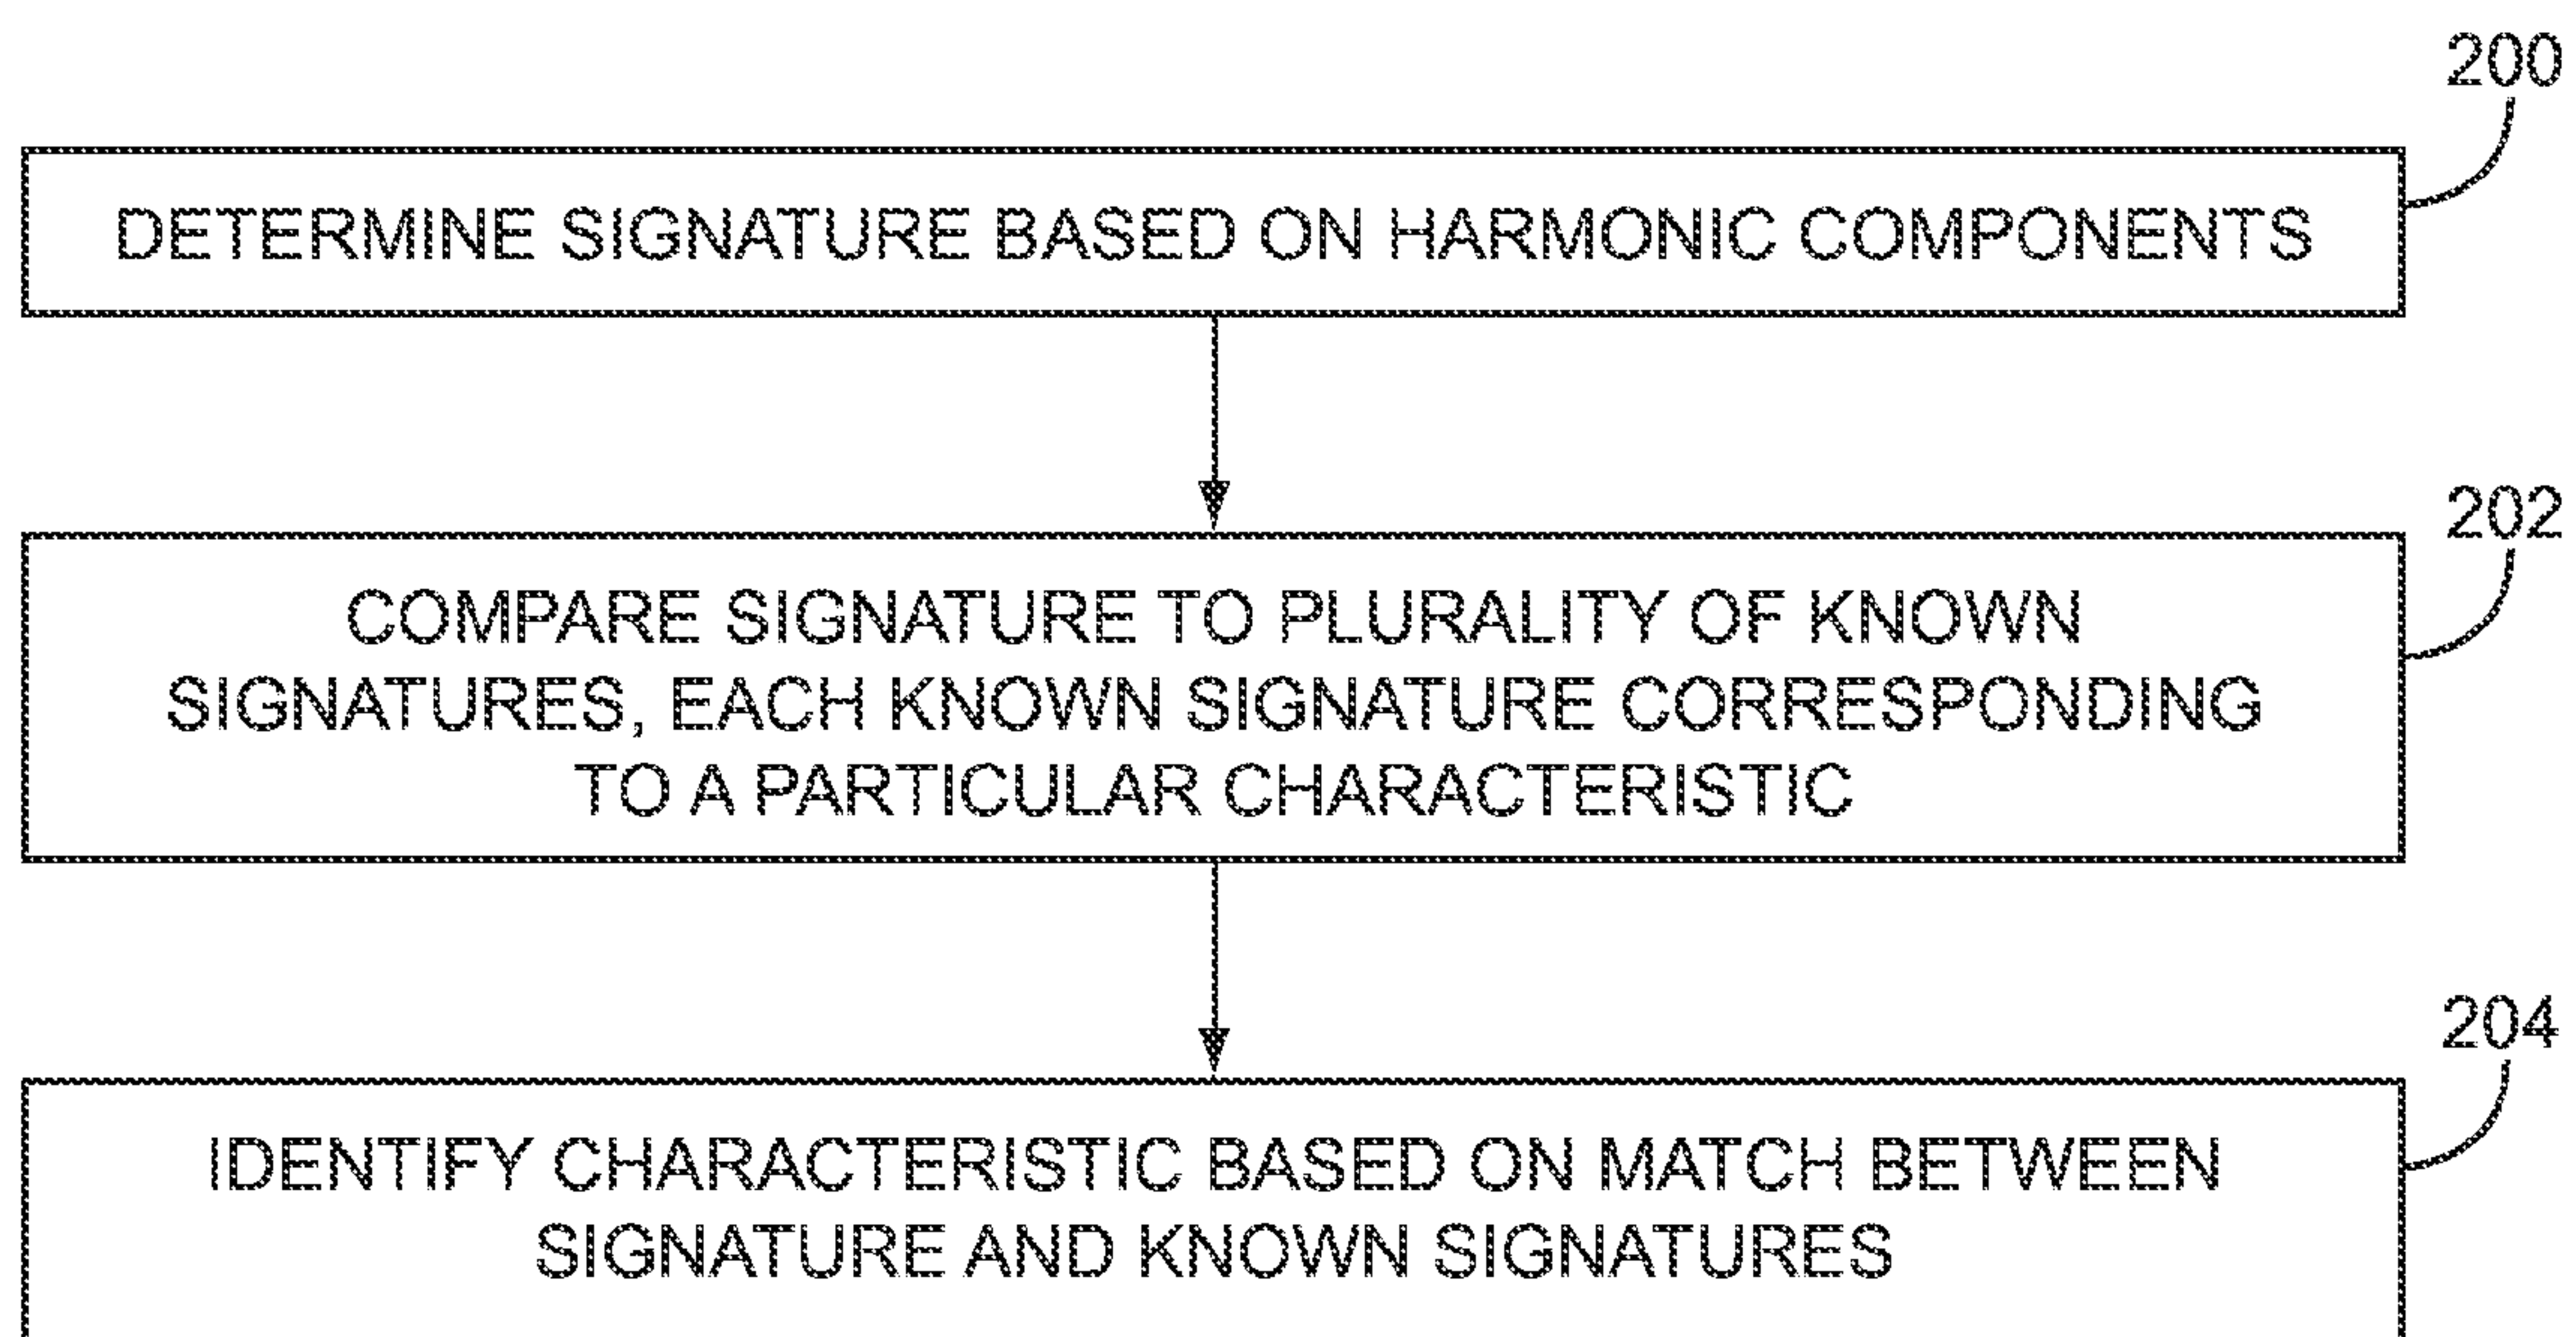 200
DETERMINE SIGNATURE BASED ON HARMONIC COMPONENTS
202
COMPARE SIGNATURE TO PLURALITY OF KNOWN
SIGNATURES, EACH KNOWN SIGNATURE CORRESPONDING
TO A PARTICULAR CHARACTERISTIC
204
IDENTIFY CHARACTERISTIC BASED ON MATCH BETWEEN
SIGNATURE AND KNOWN SIGNATURES